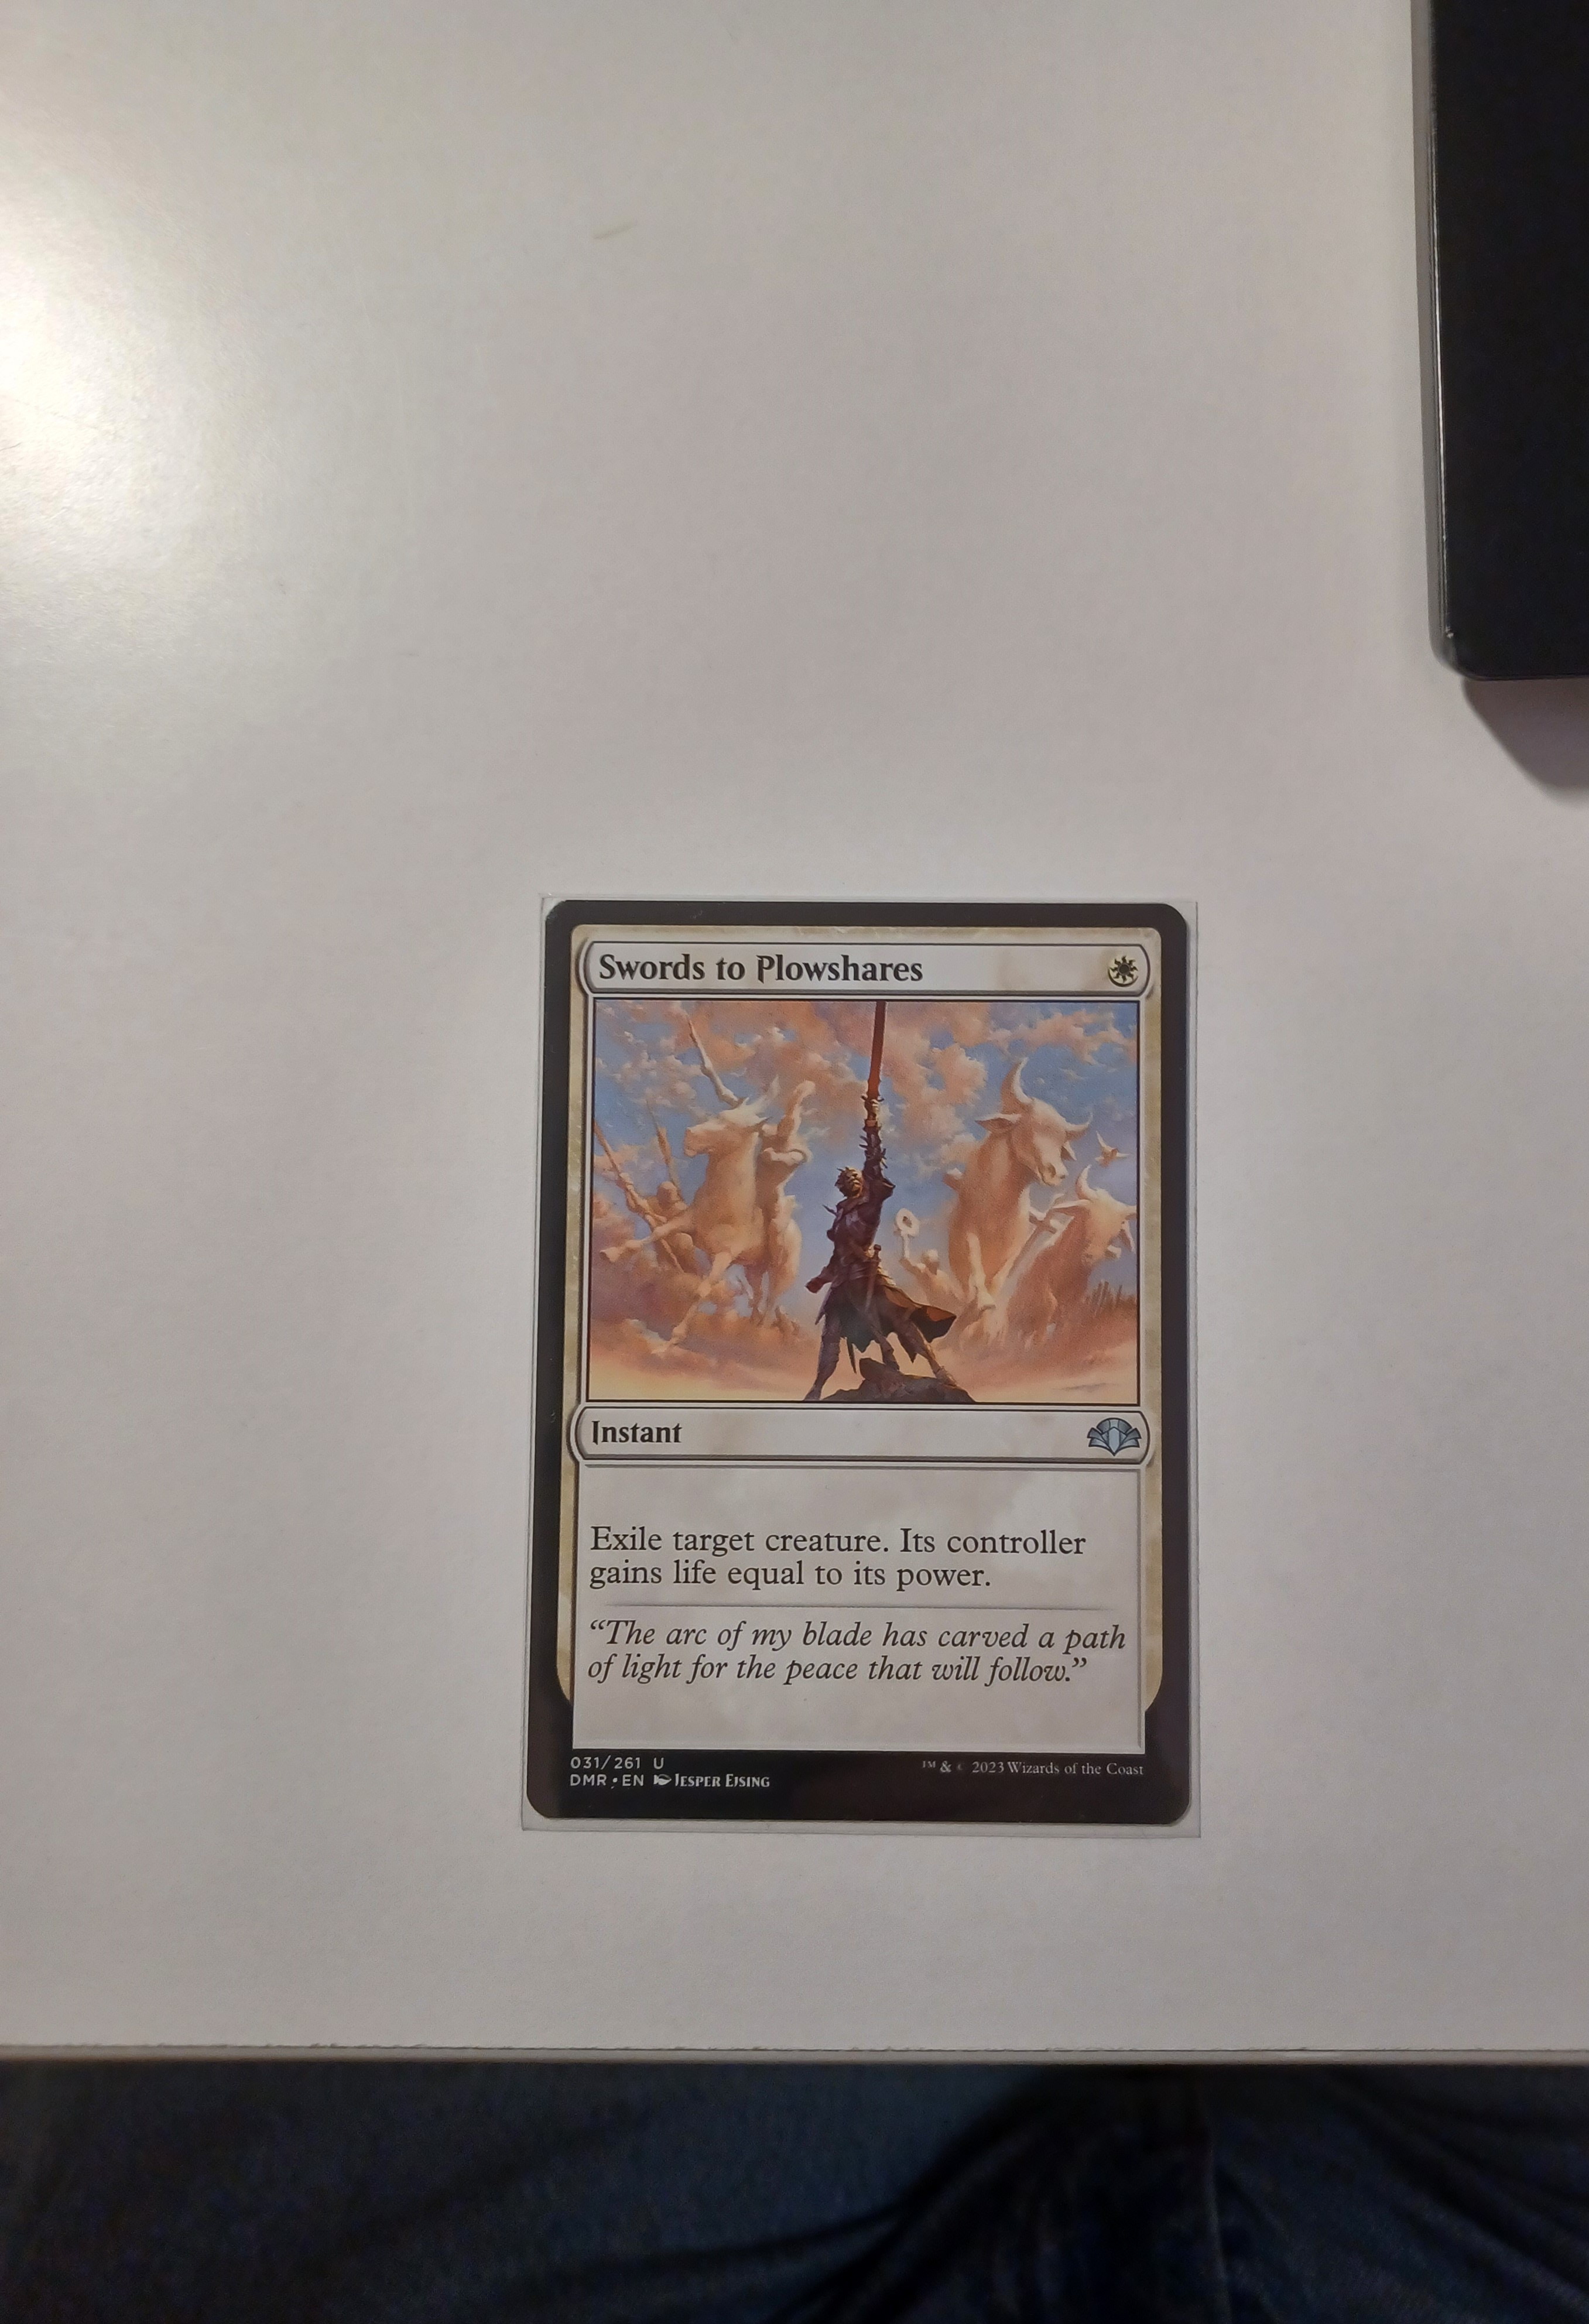 Swords to Plowshares
Instant
Exile target creature. Its controller
gains life equal to its power.
“The arc of my blade has carved a path
of light for the peace that will follow.”
031/261 U
DMR • EN JESPER EJSING
™ & © 2023 Wizards of the Coast